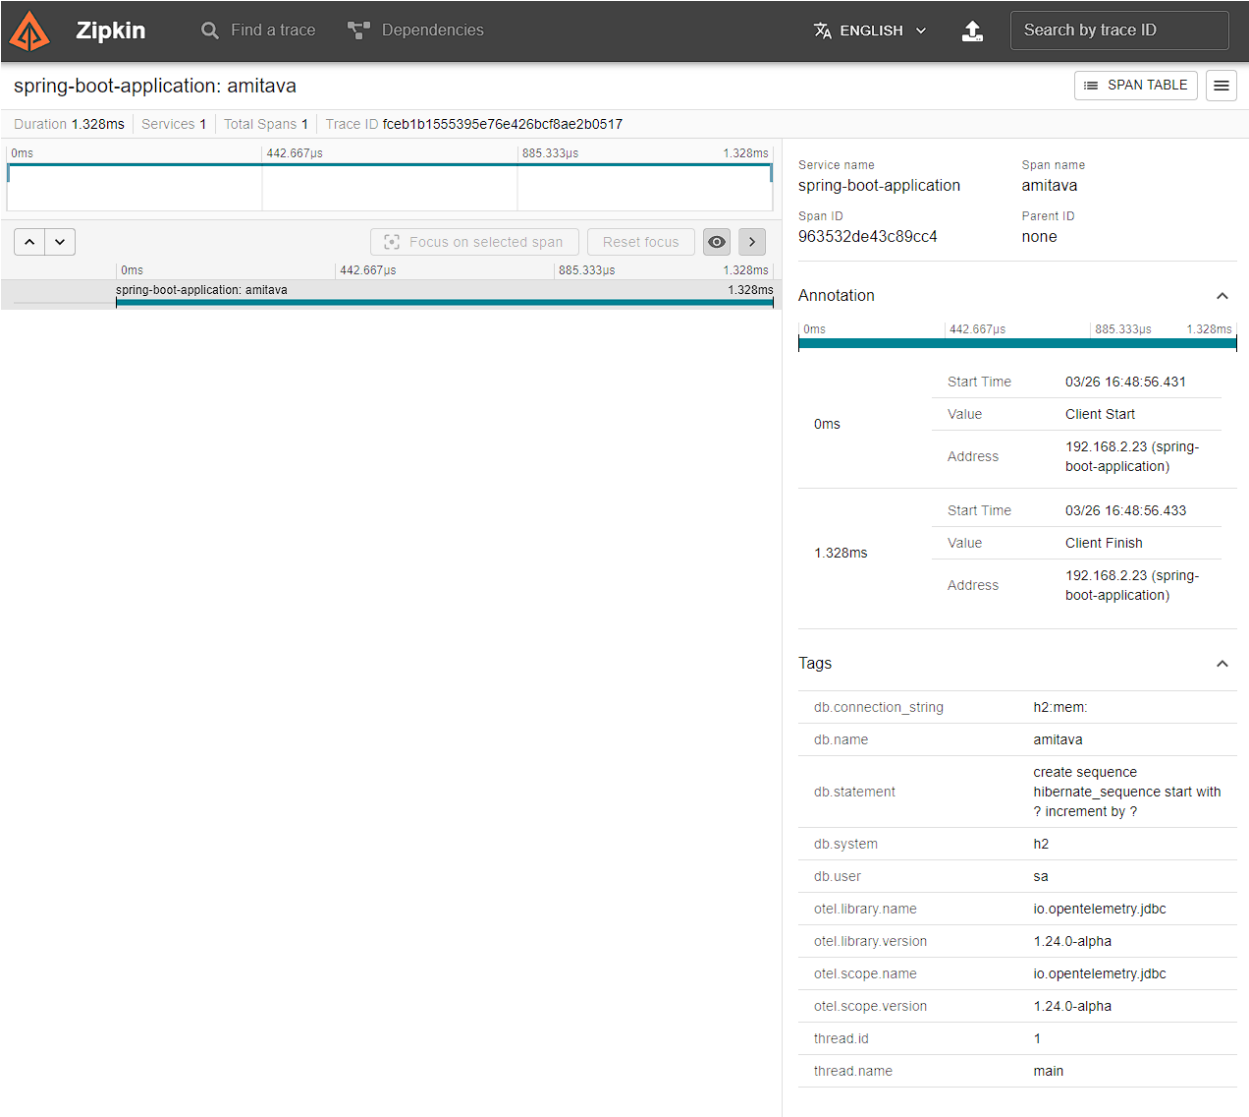 Zipkin Find a trace Dependencies ENGLISH Search by trace ID
spring-boot-application: amitava SPAN TABLE
Duration 1.328ms Services 1 Total Spans 1 Trace ID fceb1b1555395e76e426bcf8ae2b0517
0ms 442.667μs 885.333μs 1.328ms
Focus on selected span Reset focus
0ms 442.667μs 885.333μs 1.328ms
spring-boot-application: amitava 1.328ms
Service name Span name
spring-boot-application amitava
Span ID Parent ID
963532de43c89cc4 none
Annotation
0ms 442.667μs 885.333μs 1.328ms
0ms
Start Time 03/26 16:48:56.431
Value Client Start
Address 192.168.2.23 (spring-
boot-application)
1.328ms
Start Time 03/26 16:48:56.433
Value Client Finish
Address 192.168.2.23 (spring-
boot-application)
Tags
db.connection_string h2:mem:
db.name amitava
db.statement create sequence
hibernate_sequence start with
? increment by ?
db.system h2
db.user sa
otel.library.name io.opentelemetry.jdbc
otel.library.version 1.24.0-alpha
otel.scope.name io.opentelemetry.jdbc
otel.scope.version 1.24.0-alpha
thread.id 1
thread.name main